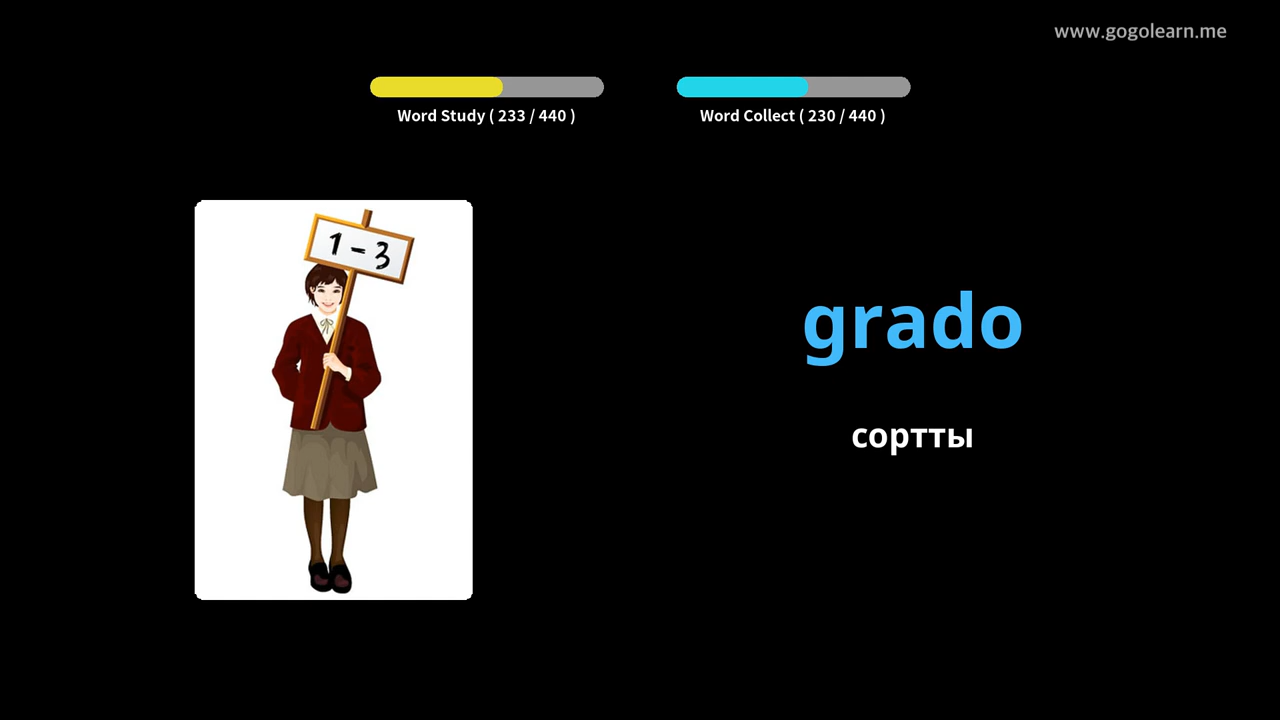 www.gogolearn.me
Word Study ( 233 / 440 )
Word Collect ( 230 / 440 )
1 - 3
grado
сортты